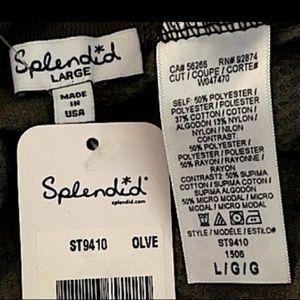 Splendid
LARGE
MADE
IN
USA
Splendid
splendid.com
ST9410 OLVE
CA# 56266 RN# 92874
CUT / COUPE / CORTE#
W047470
SELF: 50% POLYESTER /
POLYESTER / POLIESTER /
37% COTTON / COTON /
ALGODÓN 13% NYLON /
NYLON / NILON
CONTRAST: 50%
POLYESTER / POLYESTER /
50% RAYON / RAYONNE /
RAYON
CONTRAST2: 50% SUPIMA
COTTON / COTON SUPIMA /
ALGODÓN SUPIMA
50% MICRO MODAL / MICRO
MODAL / MICRO MODAL
STYLE / MODÈLE / ESTILO#
ST9410
1506
L/G/G